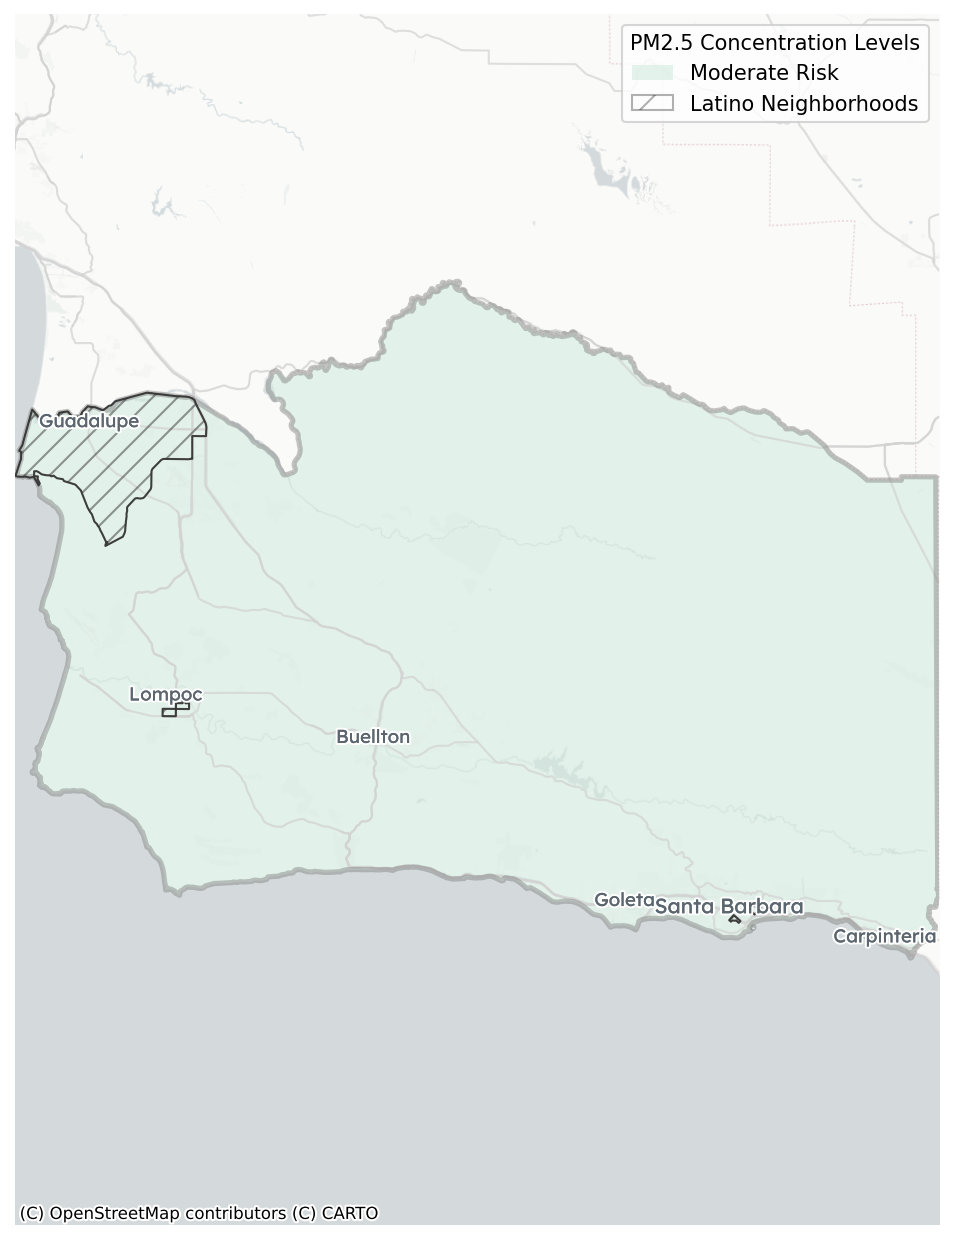 PM2.5 Concentration Levels
Moderate Risk
Latino Neighborhoods
Guadalupe
Lompoc
Buellton
Goleta
Santa Barbara
Carpinteria
(C) OpenStreetMap contributors (C) CARTO